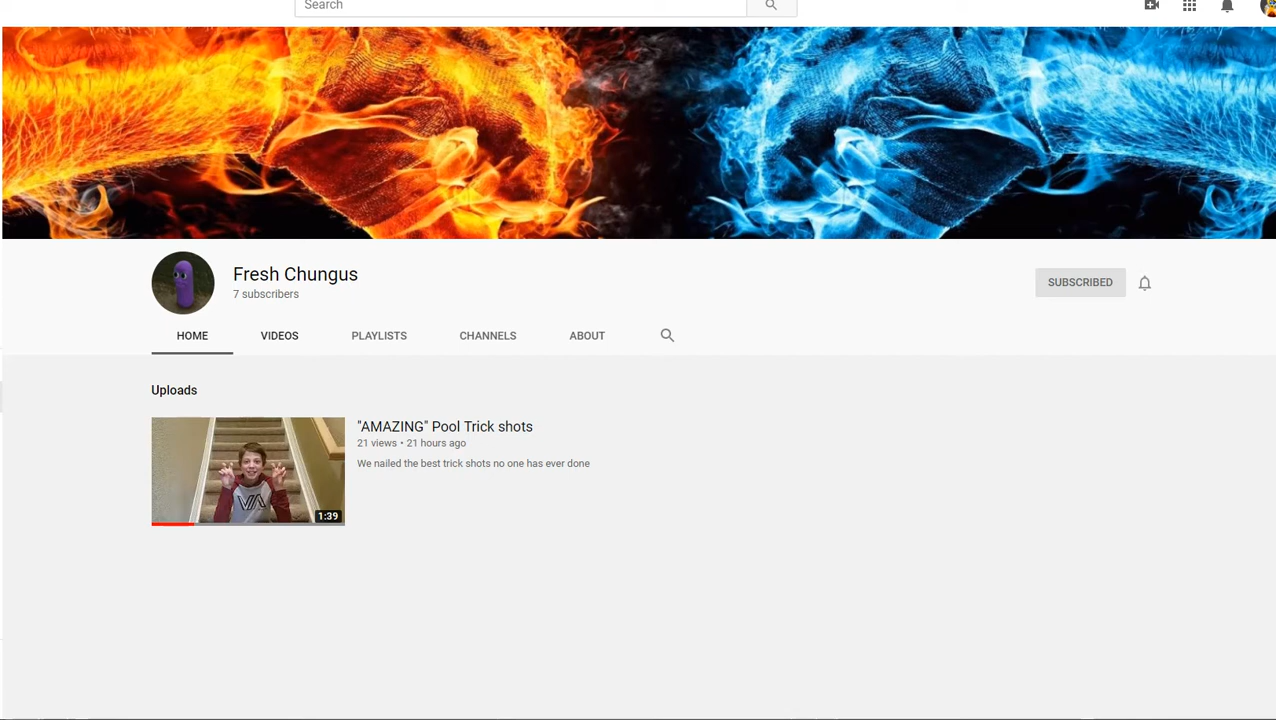 Search
Fresh Chungus
7 subscribers
SUBSCRIBED
HOME VIDEOS PLAYLISTS CHANNELS ABOUT
Uploads
"AMAZING" Pool Trick shots
21 views • 21 hours ago
We nailed the best trick shots no one has ever done
VA
1:39